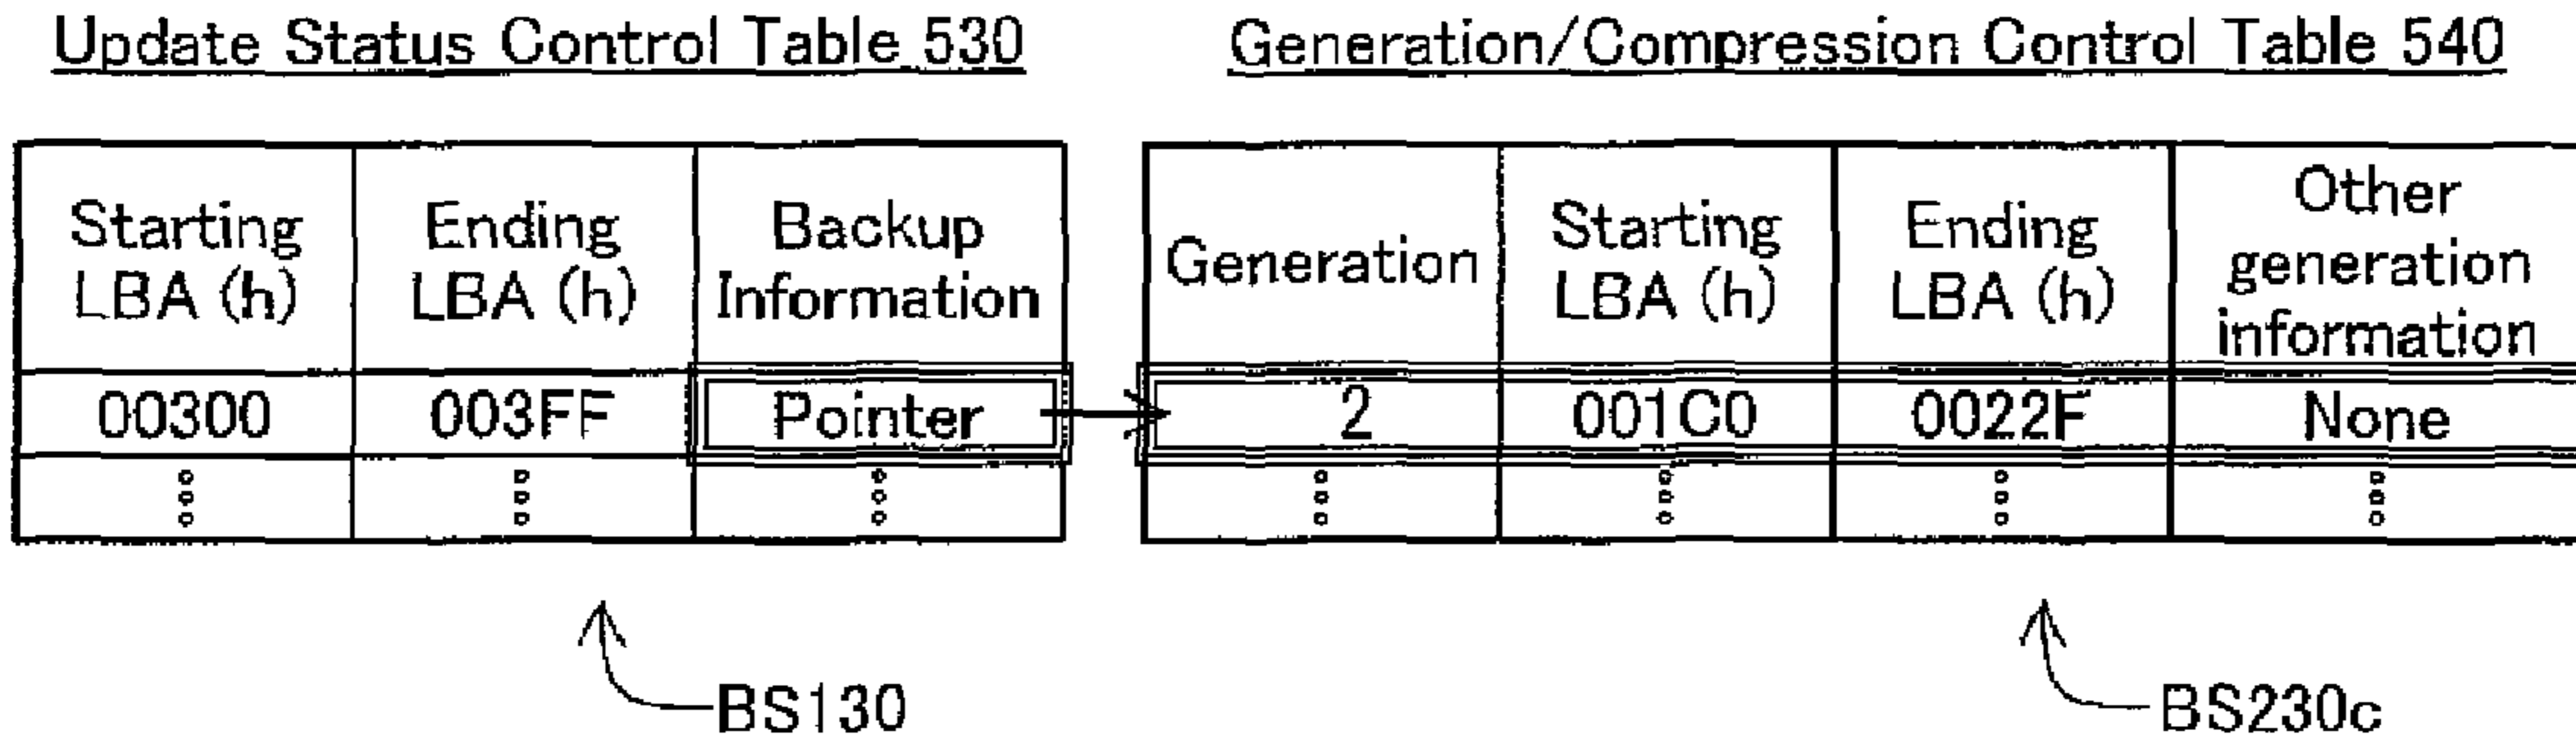 Update Status Control Table 530
Generation/Compression Control Table 540
Starting LBA (h)
Ending LBA (h)
Backup Information
Generation
Starting LBA (h)
Ending LBA (h)
Other generation information
00300
003FF
Pointer
2
001C0
0022F
None
BS130
BS230c